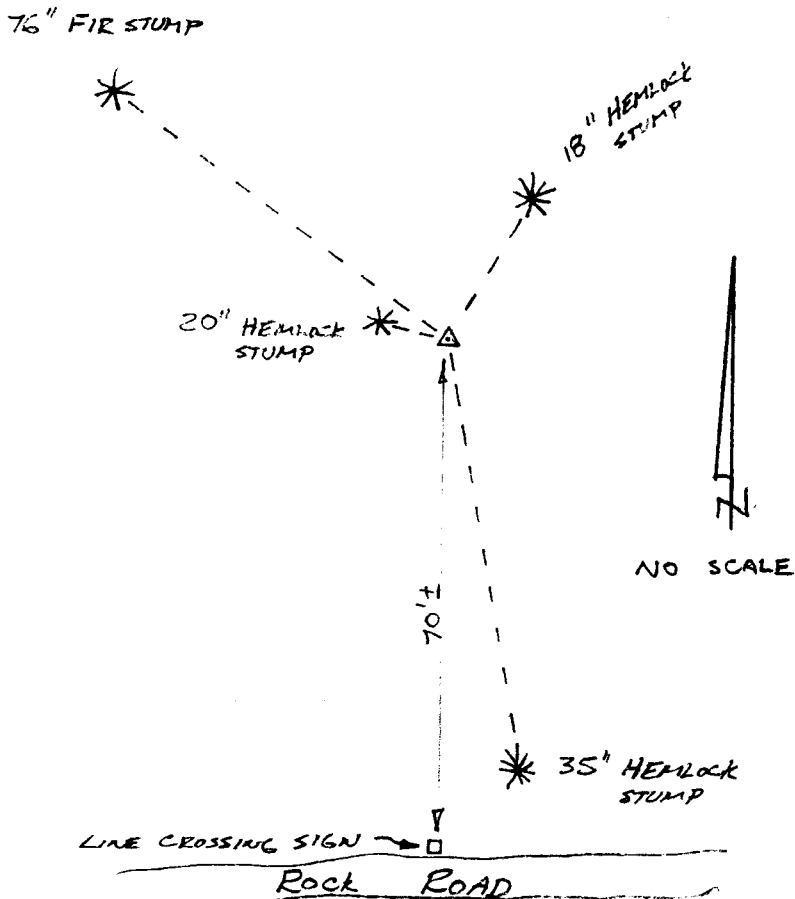 76" FIR STUMP
18" HEMLOCK
STUMP
20" HEMLOCK
STUMP
N
NO SCALE
70'±
35" HEMLOCK
STUMP
LINE CROSSING SIGN
ROCK ROAD